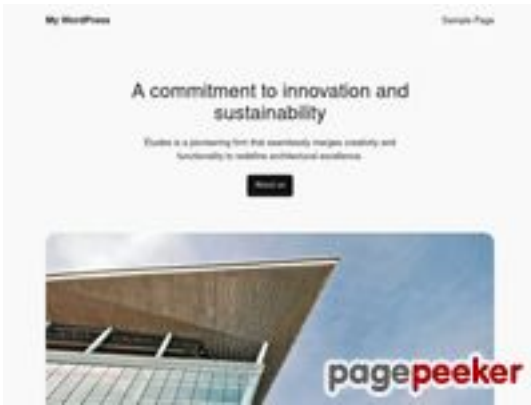 My WordPress
Sample Page
A commitment to innovation and
sustainability
Études is a pioneering firm that seamlessly merges creativity and
functionality to redefine architectural excellence.
About us
pagepeeker